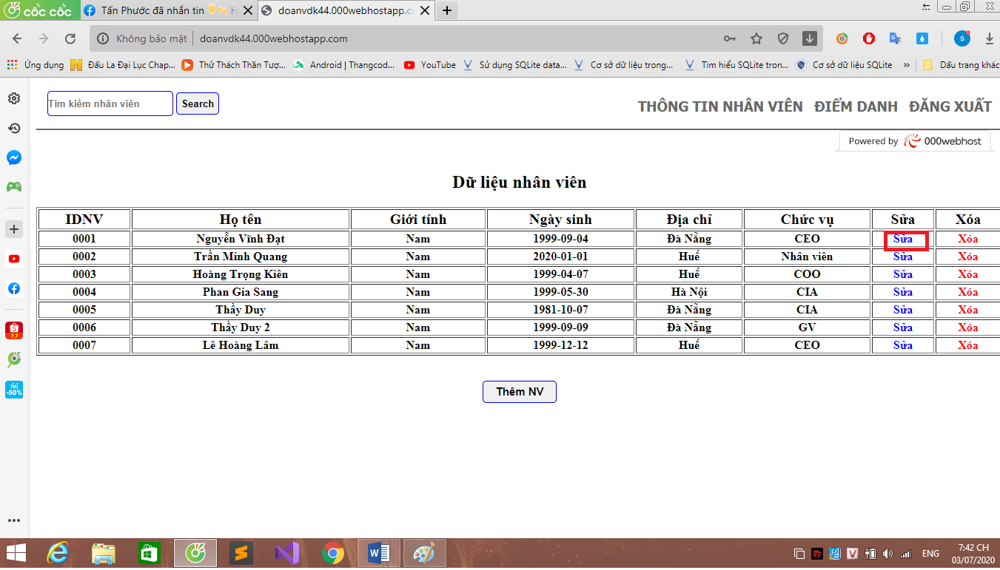 cốc cốc Tấn Phước đã nhắn tin doanvdk44.000webhostapp.c
Không bảo mật doanvdk44.000webhostapp.com
Ứng dụng Đấu La Đại Lục Chap... Thử Thách Thần Tượ... Android | Thangcod... YouTube Sử dụng SQLite data... Cơ sở dữ liệu trong... Tìm hiểu SQLite tron... Cơ sở dữ liệu SQLite » Dấu trang khác
Tìm kiếm nhân viên Search THÔNG TIN NHÂN VIÊN ĐIỂM DANH ĐĂNG XUẤT
Powered by 000webhost
Dữ liệu nhân viên
IDNV Họ tên Giới tính Ngày sinh Địa chỉ Chức vụ Sửa Xóa
0001 Nguyễn Vĩnh Đạt Nam 1999-09-04 Đà Nẵng CEO Sửa Xóa
0002 Trần Minh Quang Nam 2020-01-01 Huế Nhân viên Sửa Xóa
0003 Hoàng Trọng Kiên Nam 1999-04-07 Huế COO Sửa Xóa
0004 Phan Gia Sang Nam 1999-05-30 Hà Nội CIA Sửa Xóa
0005 Thầy Duy Nam 1981-10-07 Đà Nẵng CIA Sửa Xóa
0006 Thầy Duy 2 Nam 1999-09-09 Đà Nẵng GV Sửa Xóa
0007 Lê Hoàng Lâm Nam 1999-12-12 Huế CEO Sửa Xóa
7.7
TIKI
-50%
Thêm NV
ENG 7:42 CH
03/07/2020